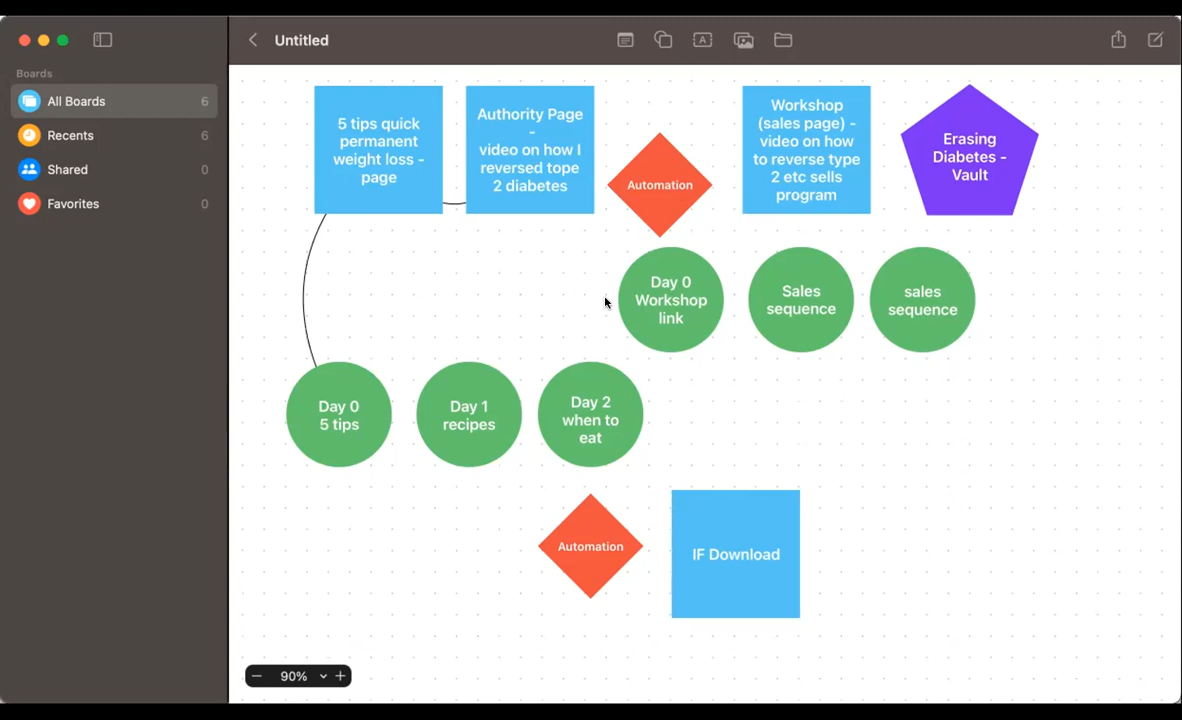 Untitled
Boards
All Boards 6
Recents 6
Shared 0
Favorites 0
5 tips quick
permanent
weight loss -
page
Authority Page
-
video on how I
reversed tope
2 diabetes
Automation
Workshop
(sales page) -
video on how
to reverse type
2 etc sells
program
Erasing
Diabetes -
Vault
Day 0
Workshop
link
Sales
sequence
sales
sequence
Day 0
5 tips
Day 1
recipes
Day 2
when to
eat
Automation
IF Download
90%